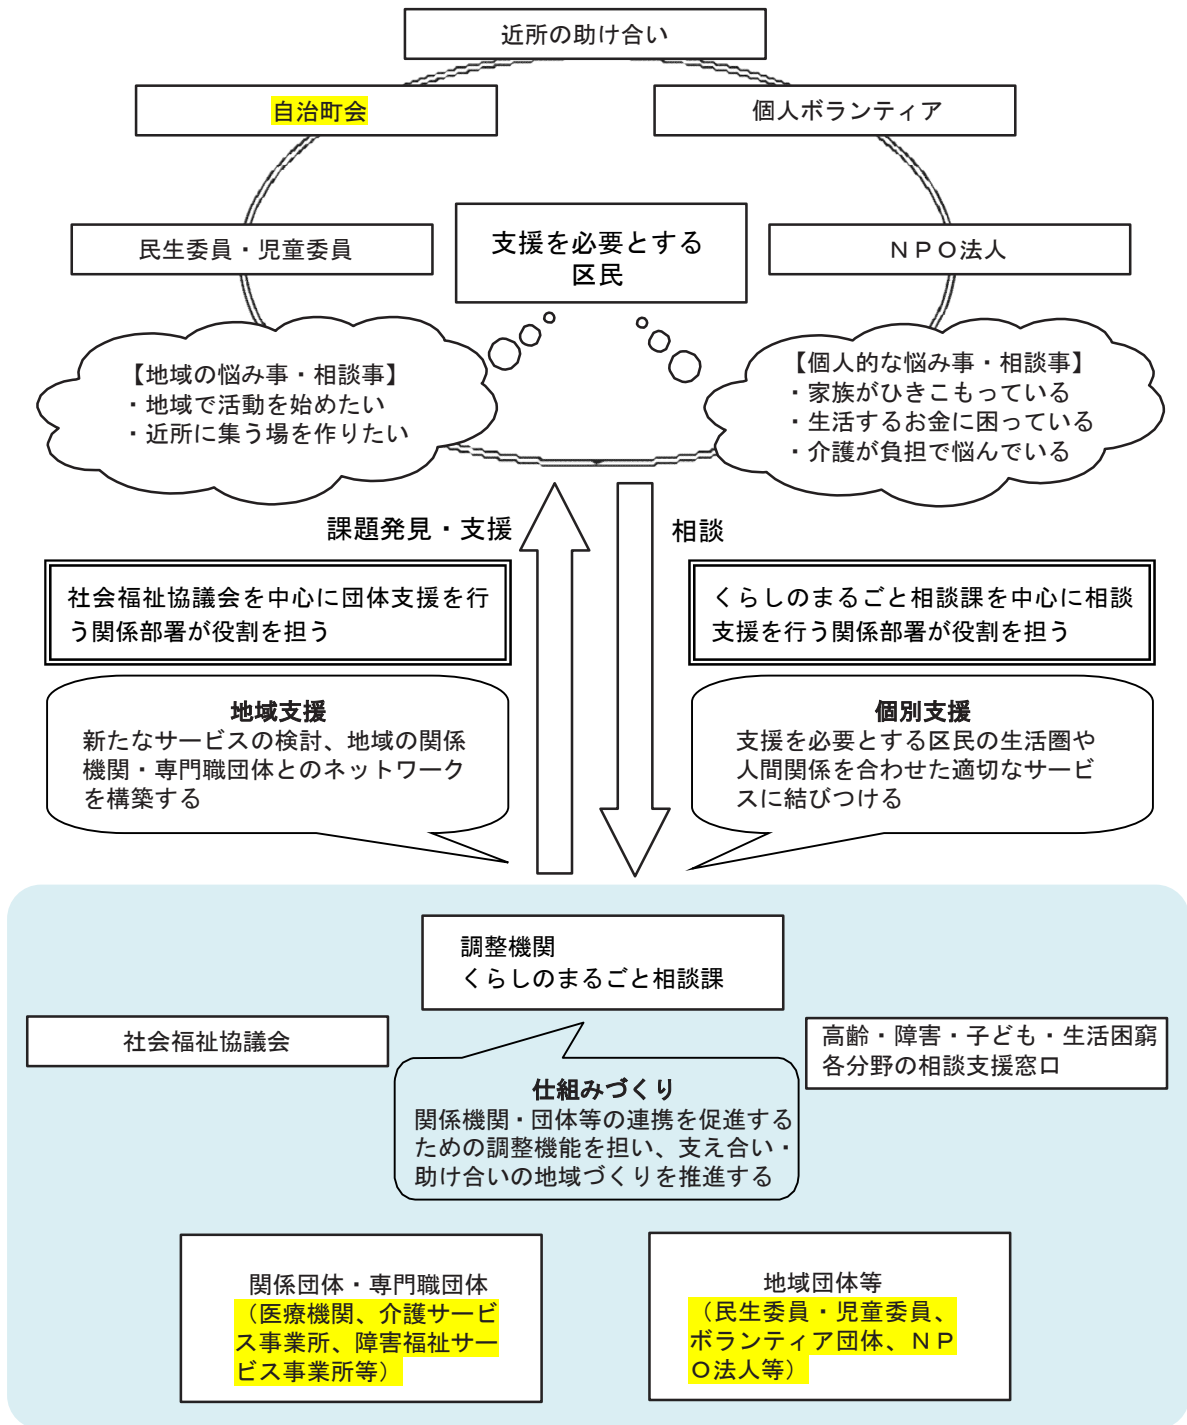 近所の助け合い
自治町会
個人ボランティア
民生委員・児童委員
支援を必要とする
区民
ＮＰＯ法人
【地域の悩み事・相談事】
・地域で活動を始めたい
・近所に集う場を作りたい
【個人的な悩み事・相談事】
・家族がひきこもっている
・生活するお金に困っている
・介護が負担で悩んでいる
課題発見・支援
相談
社会福祉協議会を中心に団体支援を行
う関係部署が役割を担う
くらしのまるごと相談課を中心に相談
支援を行う関係部署が役割を担う
地域支援
新たなサービスの検討、地域の関係
機関・専門職団体とのネットワーク
を構築する
個別支援
支援を必要とする区民の生活圏や
人間関係を合わせた適切なサービ
スに結びつける
調整機関
くらしのまるごと相談課
社会福祉協議会
高齢・障害・子ども・生活困窮
各分野の相談支援窓口
仕組みづくり
関係機関・団体等の連携を促進する
ための調整機能を担い、支え合い・
助け合いの地域づくりを推進する
関係団体・専門職団体
（医療機関、介護サービ
ス事業所、障害福祉サー
ビス事業所等）
地域団体等
（民生委員・児童委員、
ボランティア団体、ＮＰ
Ｏ法人等）